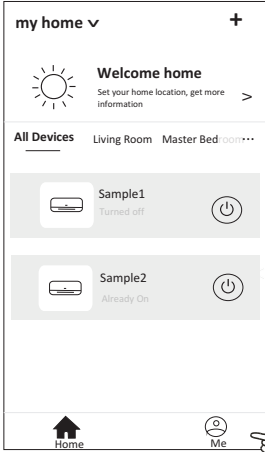 my home
Welcome home
Set your home location, get more
information
All Devices Living Room Master Bedroom
Sample1
Turned off
Sample2
Already On
Home Me